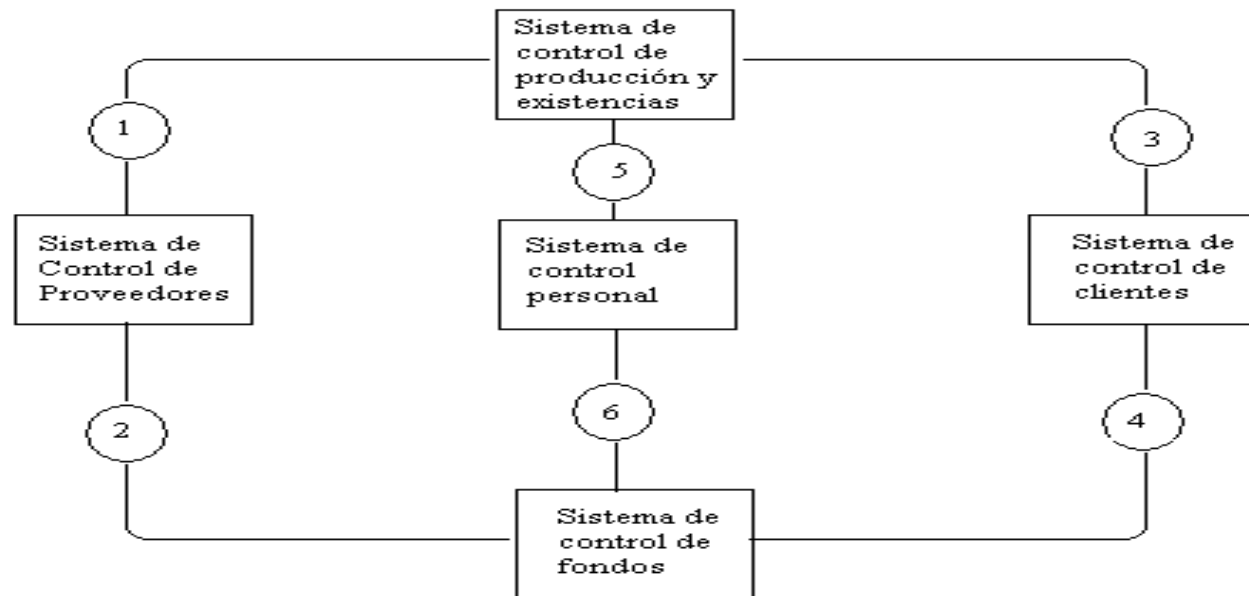 Sistema de
control de
producción y
existencias
1
5
3
Sistema de
Control de
Proveedores
Sistema de
control
personal
Sistema de
control de
clientes
2
6
4
Sistema de
control de
fondos